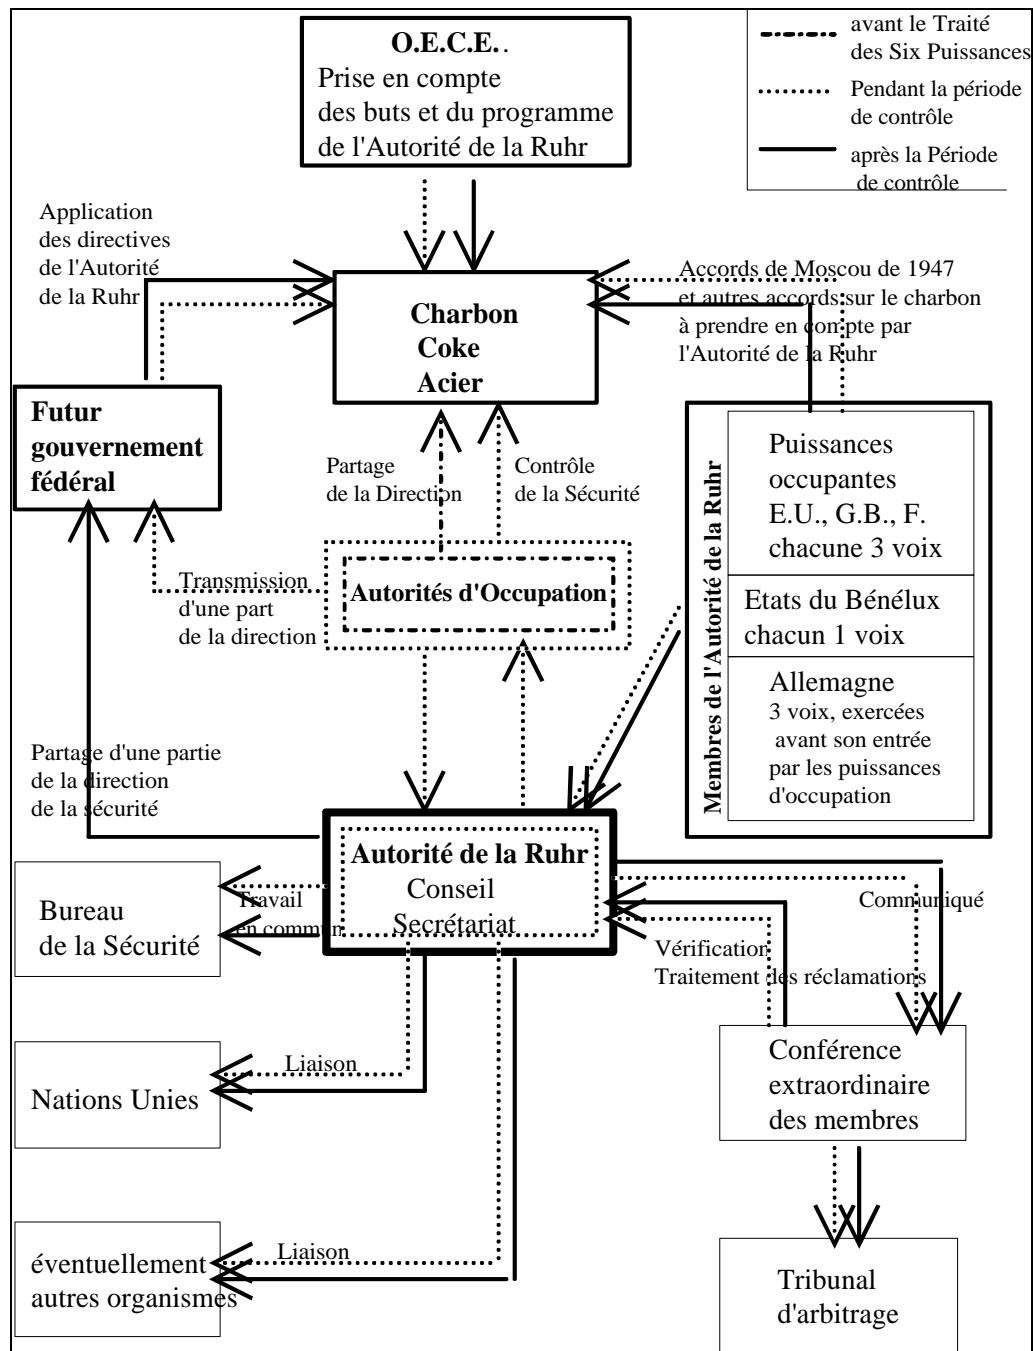 O.E.C.E..
Prise en compte
des buts et du programme
de l'Autorité de la Ruhr
avant le Traité
des Six Puissances
Pendant la période
de contrôle
après la Période
de contrôle
Application
des directives
de l'Autorité
de la Ruhr
Accords de Moscou de 1947
et autres accords sur le charbon
à prendre en compte par
l'Autorité de la Ruhr
Charbon
Coke
Acier
Futur
gouvernement
fédéral
Partage
de la Direction
Contrôle
de la Sécurité
Membres de l'Autorité de la Ruhr
Puissances
occupantes
E.U., G.B., F.
chacune 3 voix
Etats du Bénélux
chacun 1 voix
Allemagne
3 voix, exercées
avant son entrée
par les puissances
d'occupation
Transmission
d'une part
de la direction
Autorités d'Occupation
Partage d'une partie
de la direction
de la sécurité
Autorité de la Ruhr
Conseil
Secrétariat
Bureau
de la Sécurité
Travail
en commun
Communiqué
Vérification
Traitement des réclamations
Nations Unies
Liaison
Conférence
extraordinaire
des membres
éventuellement
autres organismes
Liaison
Tribunal
d'arbitrage